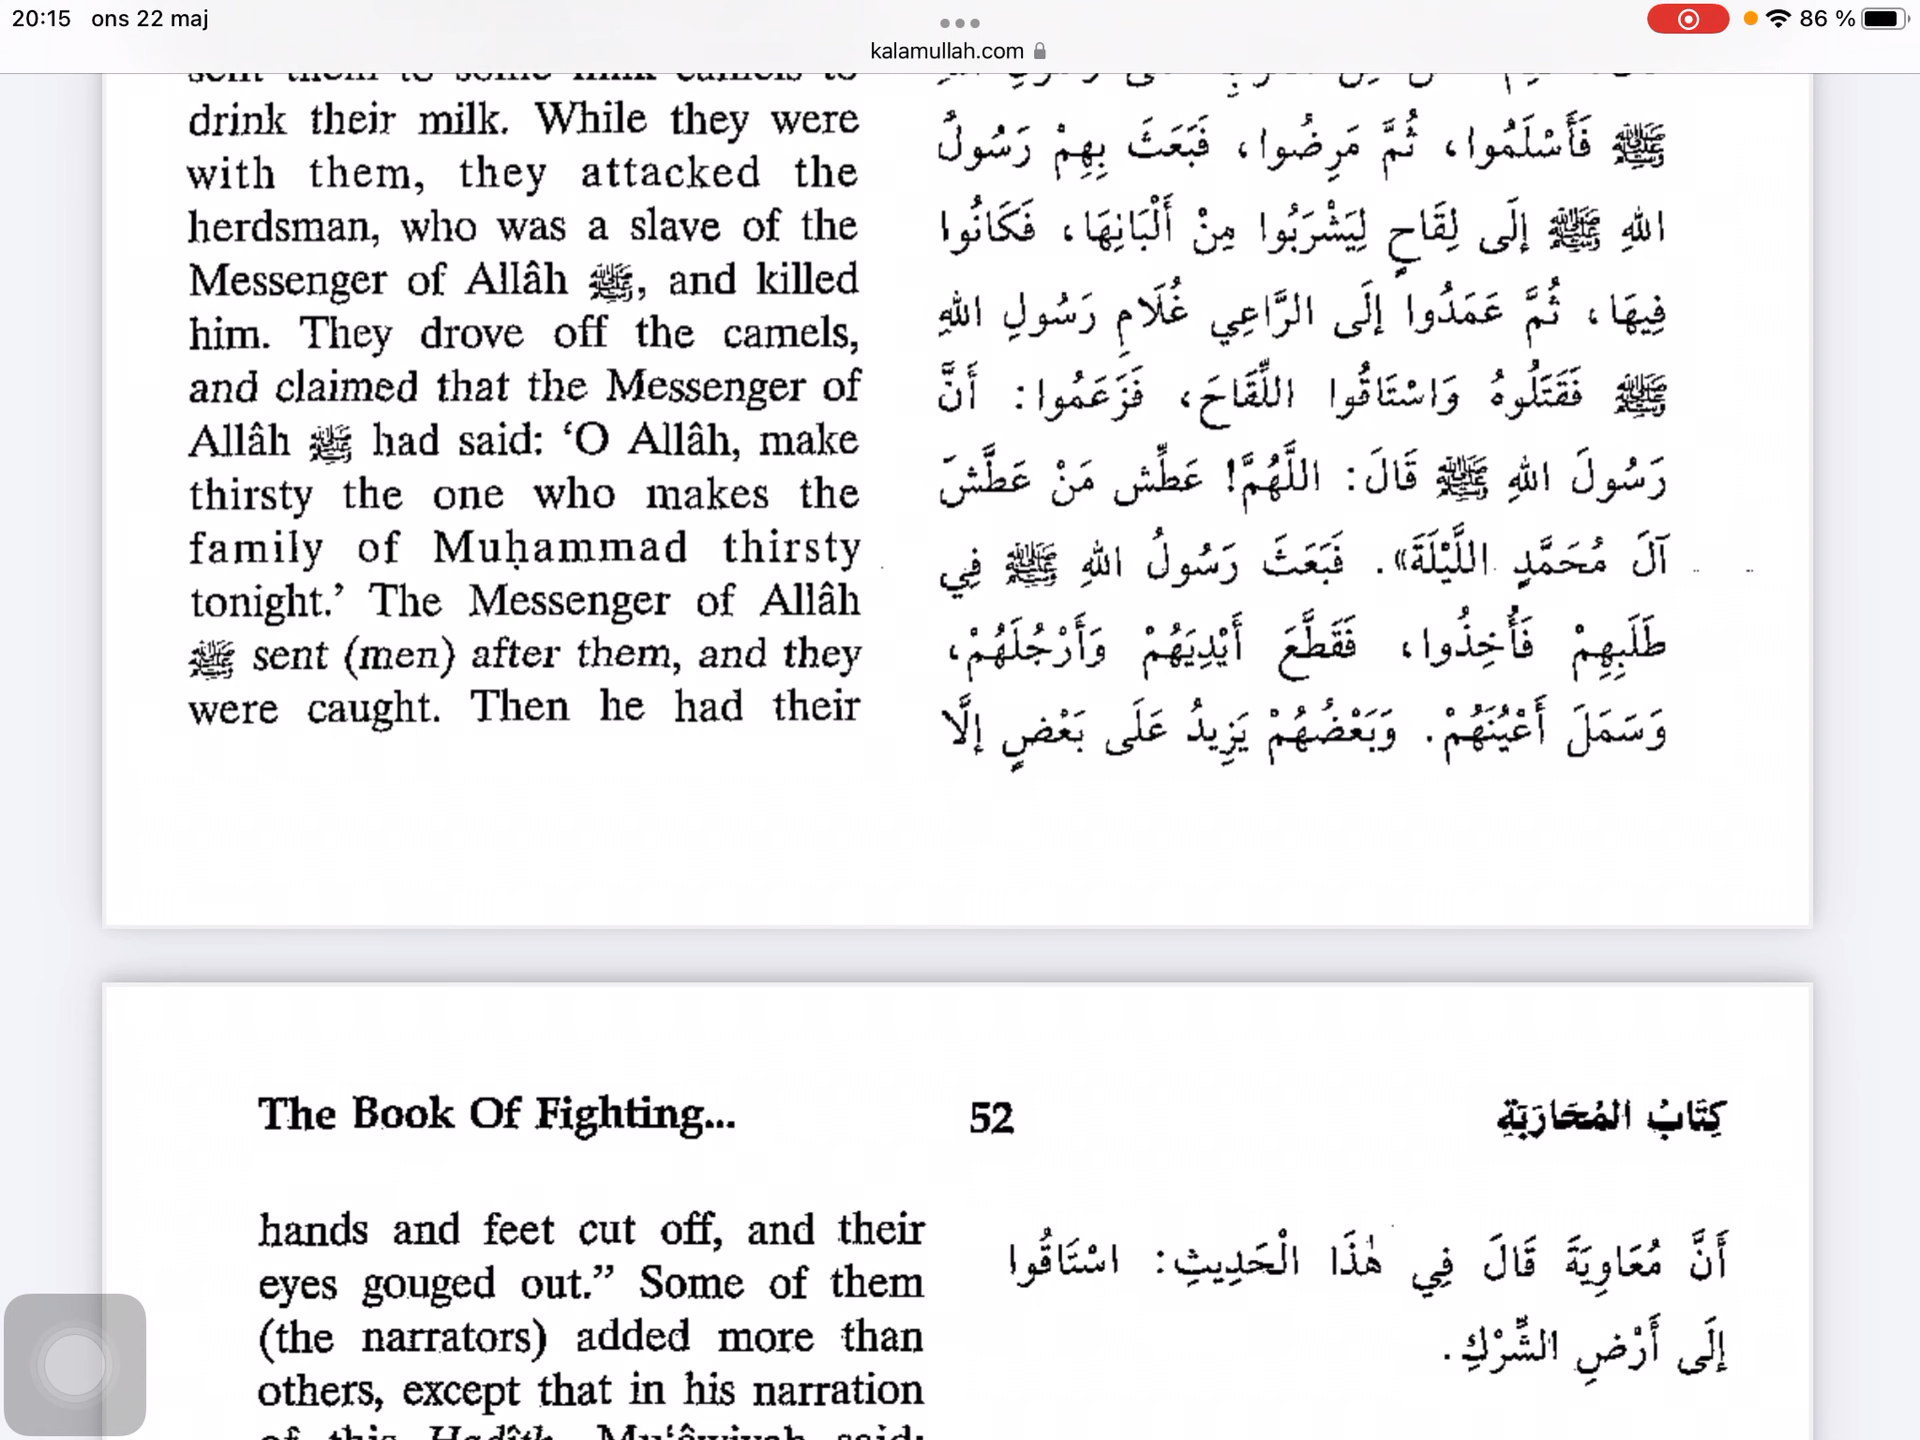 20:15 ons 22 maj
86 %
kalamullah.com
drink their milk. While they were
with them, they attacked the
herdsman, who was a slave of the
Messenger of Allâh ﷺ, and killed
him. They drove off the camels,
and claimed that the Messenger of
Allâh ﷺ had said: ‘O Allâh, make
thirsty the one who makes the
family of Muḥammad thirsty
tonight.’ The Messenger of Allâh
ﷺ sent (men) after them, and they
were caught. Then he had their
ﷺ فَأَسْلَمُوا، ثُمَّ مَرِضُوا، فَبَعَثَ بِهِمْ رَسُولُ
اللهِ ﷺ إِلَى لِقَاحٍ لِيَشْرَبُوا مِنْ أَلْبَانِهَا، فَكَانُوا
فِيهَا، ثُمَّ عَمَدُوا إِلَى الرَّاعِي غُلَامِ رَسُولِ اللهِ
ﷺ فَقَتَلُوهُ وَاسْتَاقُوا اللِّقَاحَ، فَزَعَمُوا: أَنَّ
رَسُولَ اللهِ ﷺ قَالَ: اللَّهُمَّ! عَطِّشْ مَنْ عَطَّشَ
آلَ مُحَمَّدٍ اللَّيْلَةَ». فَبَعَثَ رَسُولُ اللهِ ﷺ فِي
طَلَبِهِمْ فَأُخِذُوا، فَقَطَّعَ أَيْدِيَهُمْ وَأَرْجُلَهُمْ،
وَسَمَلَ أَعْيُنَهُمْ. وَبَعْضُهُمْ يَزِيدُ عَلَى بَعْضٍ إِلَّا
The Book Of Fighting... 52 كِتَابُ المُحَارَبَةِ
hands and feet cut off, and their
eyes gouged out.” Some of them
(the narrators) added more than
others, except that in his narration
of this Hadîth, Mu‘âwiyah said:
أَنَّ مُعَاوِيَةَ قَالَ فِي هٰذَا الْحَدِيثِ: اسْتَاقُوا
إِلَى أَرْضِ الشِّرْكِ.